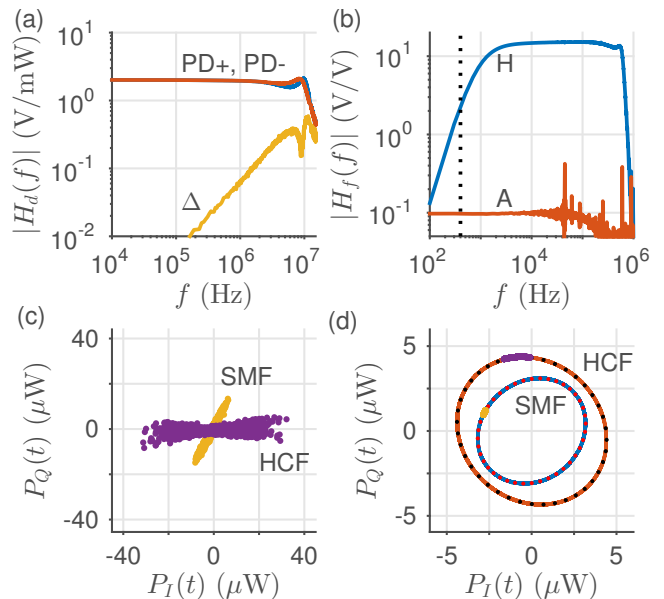 (a)
(b)
|H_d(f)| (V/mW)
10^2
10^1
10^0
10^-1
10^-2
PD+, PD-
Δ
10^4 10^5 10^6 10^7
f (Hz)
|H_f(f)| (V/V)
10^1
10^0
10^-1
H
A
10^2 10^4 10^6
f (Hz)
(c)
(d)
P_Q(t) (μW)
40
0
-40
SMF
HCF
-40 0 40
P_I(t) (μW)
P_Q(t) (μW)
5
0
-5
HCF
SMF
-5 0 5
P_I(t) (μW)